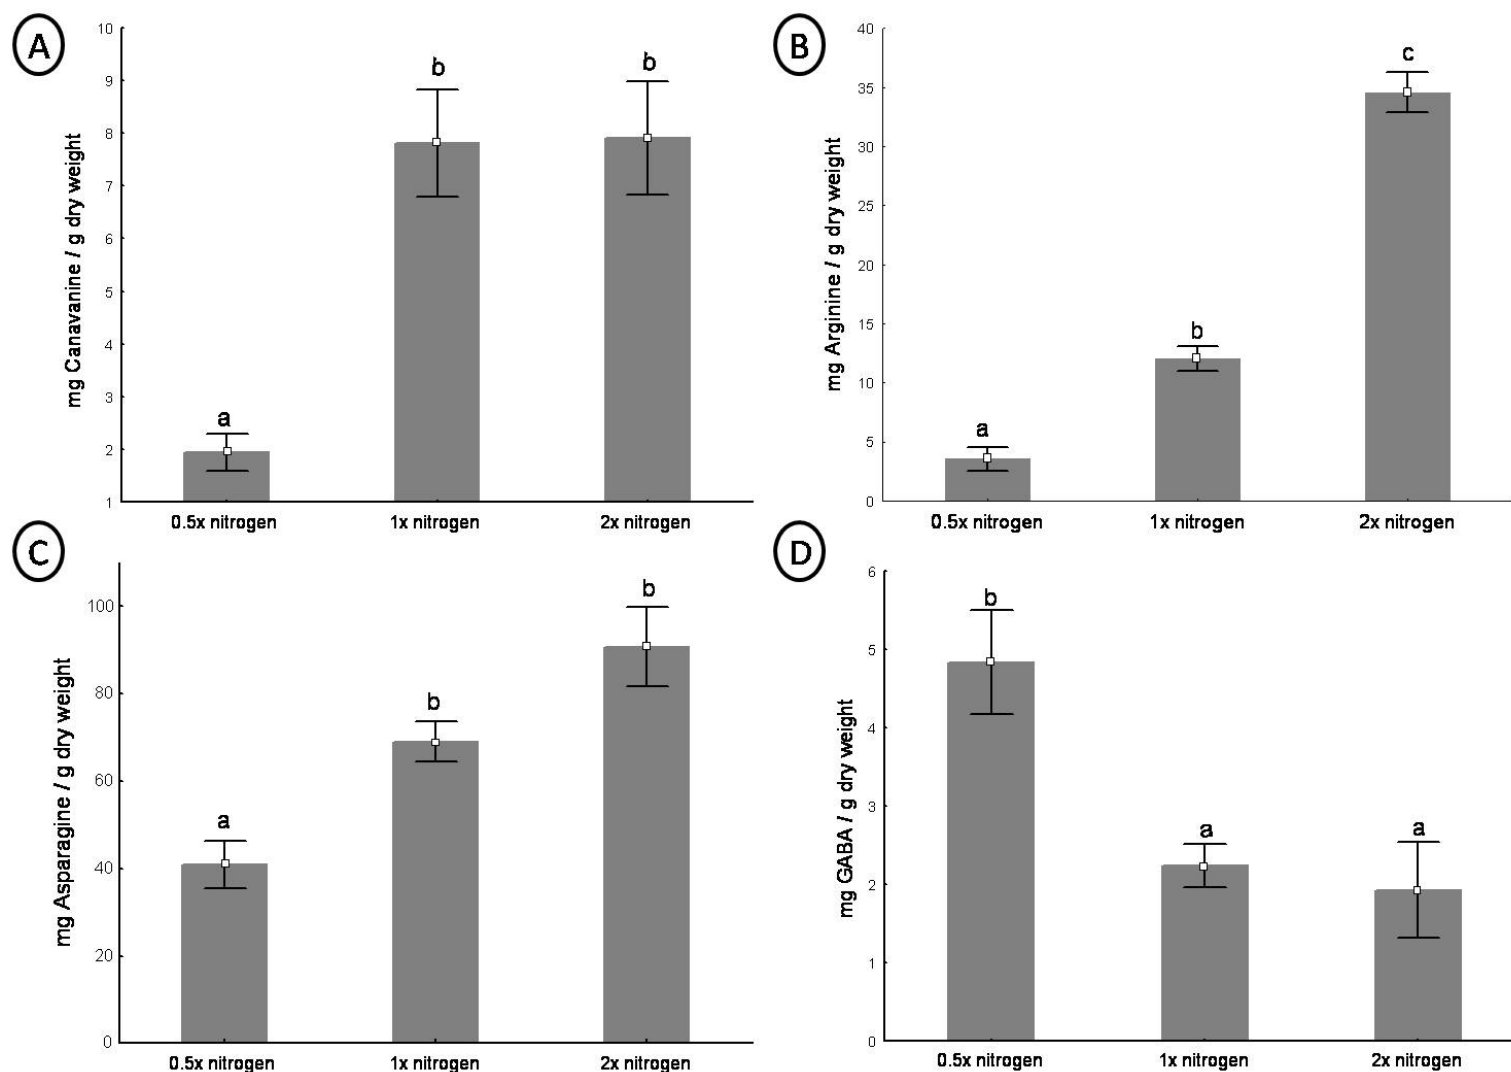 A
10
9
8
7
6
5
4
3
2
1
mg Canavanine / g dry weight
a
b
b
0.5x nitrogen
1x nitrogen
2x nitrogen
B
40
35
30
25
20
15
10
5
0
mg Arginine / g dry weight
a
b
c
0.5x nitrogen
1x nitrogen
2x nitrogen
C
100
80
60
40
20
0
mg Asparagine / g dry weight
a
b
b
0.5x nitrogen
1x nitrogen
2x nitrogen
D
6
5
4
3
2
1
0
mg GABA / g dry weight
b
a
a
0.5x nitrogen
1x nitrogen
2x nitrogen